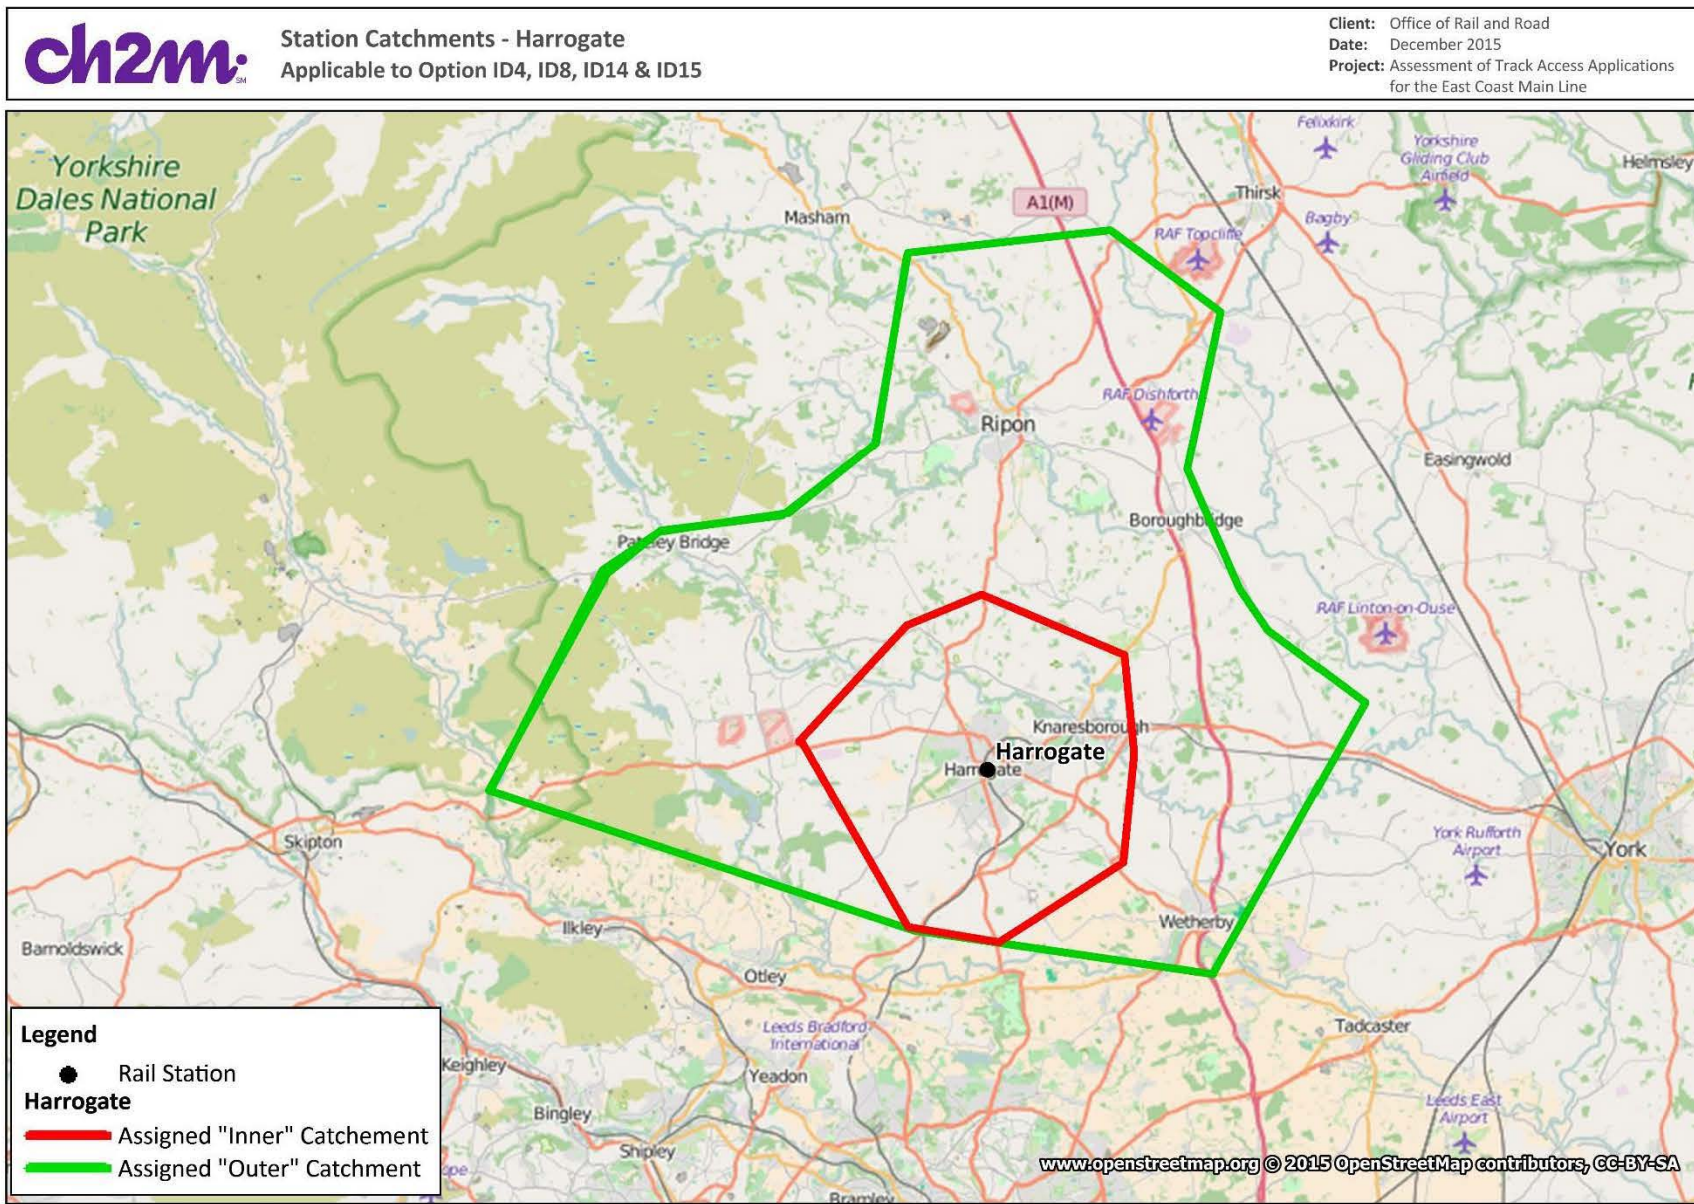 ch2m:
SM
Station Catchments - Harrogate
Applicable to Option ID4, ID8, ID14 & ID15
Client: Office of Rail and Road
Date: December 2015
Project: Assessment of Track Access Applications
for the East Coast Main Line
Yorkshire
Dales National
Park
Masham
A1(M)
Thirsk
Felixkirk
Yorkshire
Gliding Club
Airfield
Helmsley
Bagby
RAF Topcliffe
RAF Dishforth
Ripon
Easingwold
Boroughbridge
Pateley Bridge
RAF Linton-on-Ouse
Knaresborough
Harrogate
Harrogate
Skipton
York Rufforth
Airport
York
Wetherby
Ilkley
Barnoldswick
Otley
Leeds Bradford
International
Tadcaster
Keighley
Yeadon
Bingley
Shipley
Leeds East
Airport
Bramley
Legend
Rail Station
Harrogate
Assigned "Inner" Catchement
Assigned "Outer" Catchment
www.openstreetmap.org © 2015 OpenStreetMap contributors, CC-BY-SA